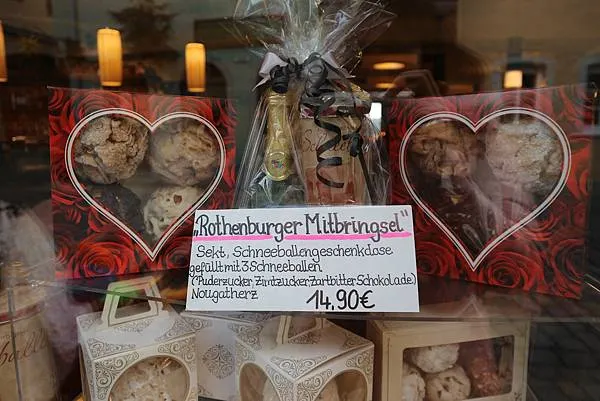 „Rothenburger Mitbringsel"
Sekt, Schneeballengeschenkdose
gefüllt mit 3 Schneeballen
(Puderzucker, Zimtzucker Zartbitter Schokolade)
Nougatherz 14,90€